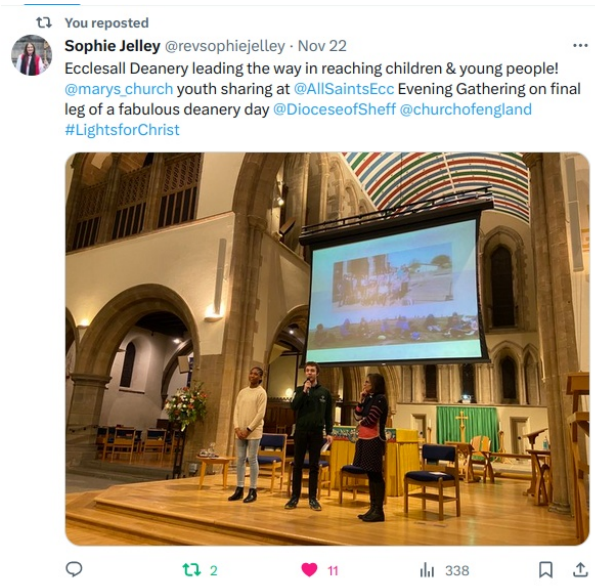 You reposted
Sophie Jelley @revsophiejelley · Nov 22
Ecclesall Deanery leading the way in reaching children & young people!
@marys_church youth sharing at @AllSaintsEcc Evening Gathering on final
leg of a fabulous deanery day @DioceseofSheff @churchofengland
#LightsforChrist
2 11 338